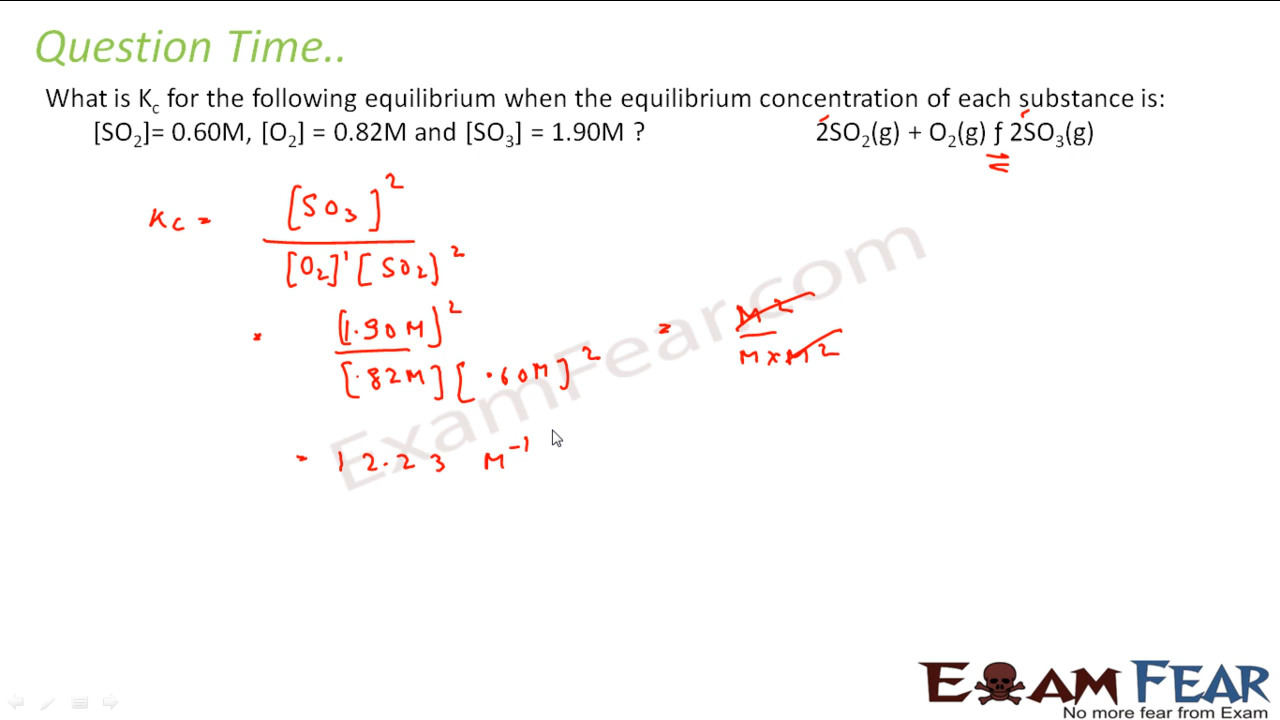 Question Time..
What is Kc for the following equilibrium when the equilibrium concentration of each substance is:
[SO₂]= 0.60M, [O₂] = 0.82M and [SO₃] = 1.90M ? 2SO₂(g) + O₂(g) ƒ 2SO₃(g)
⇌
Kc = [SO₃]²
[O₂]¹ [SO₂]²
= (1.90M)² = M²
[.82M] [.60M]² M×M²
= 12.23 M⁻¹
ExamFear.com
EXAM FEAR
No more fear from Exam